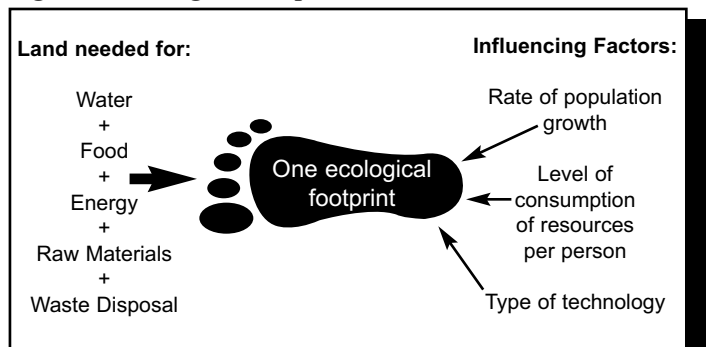 Land needed for:
Water
+
Food
+
Energy
+
Raw Materials
+
Waste Disposal
One ecological
footprint
Influencing Factors:
Rate of population
growth
Level of
consumption
of resources
per person
Type of technology